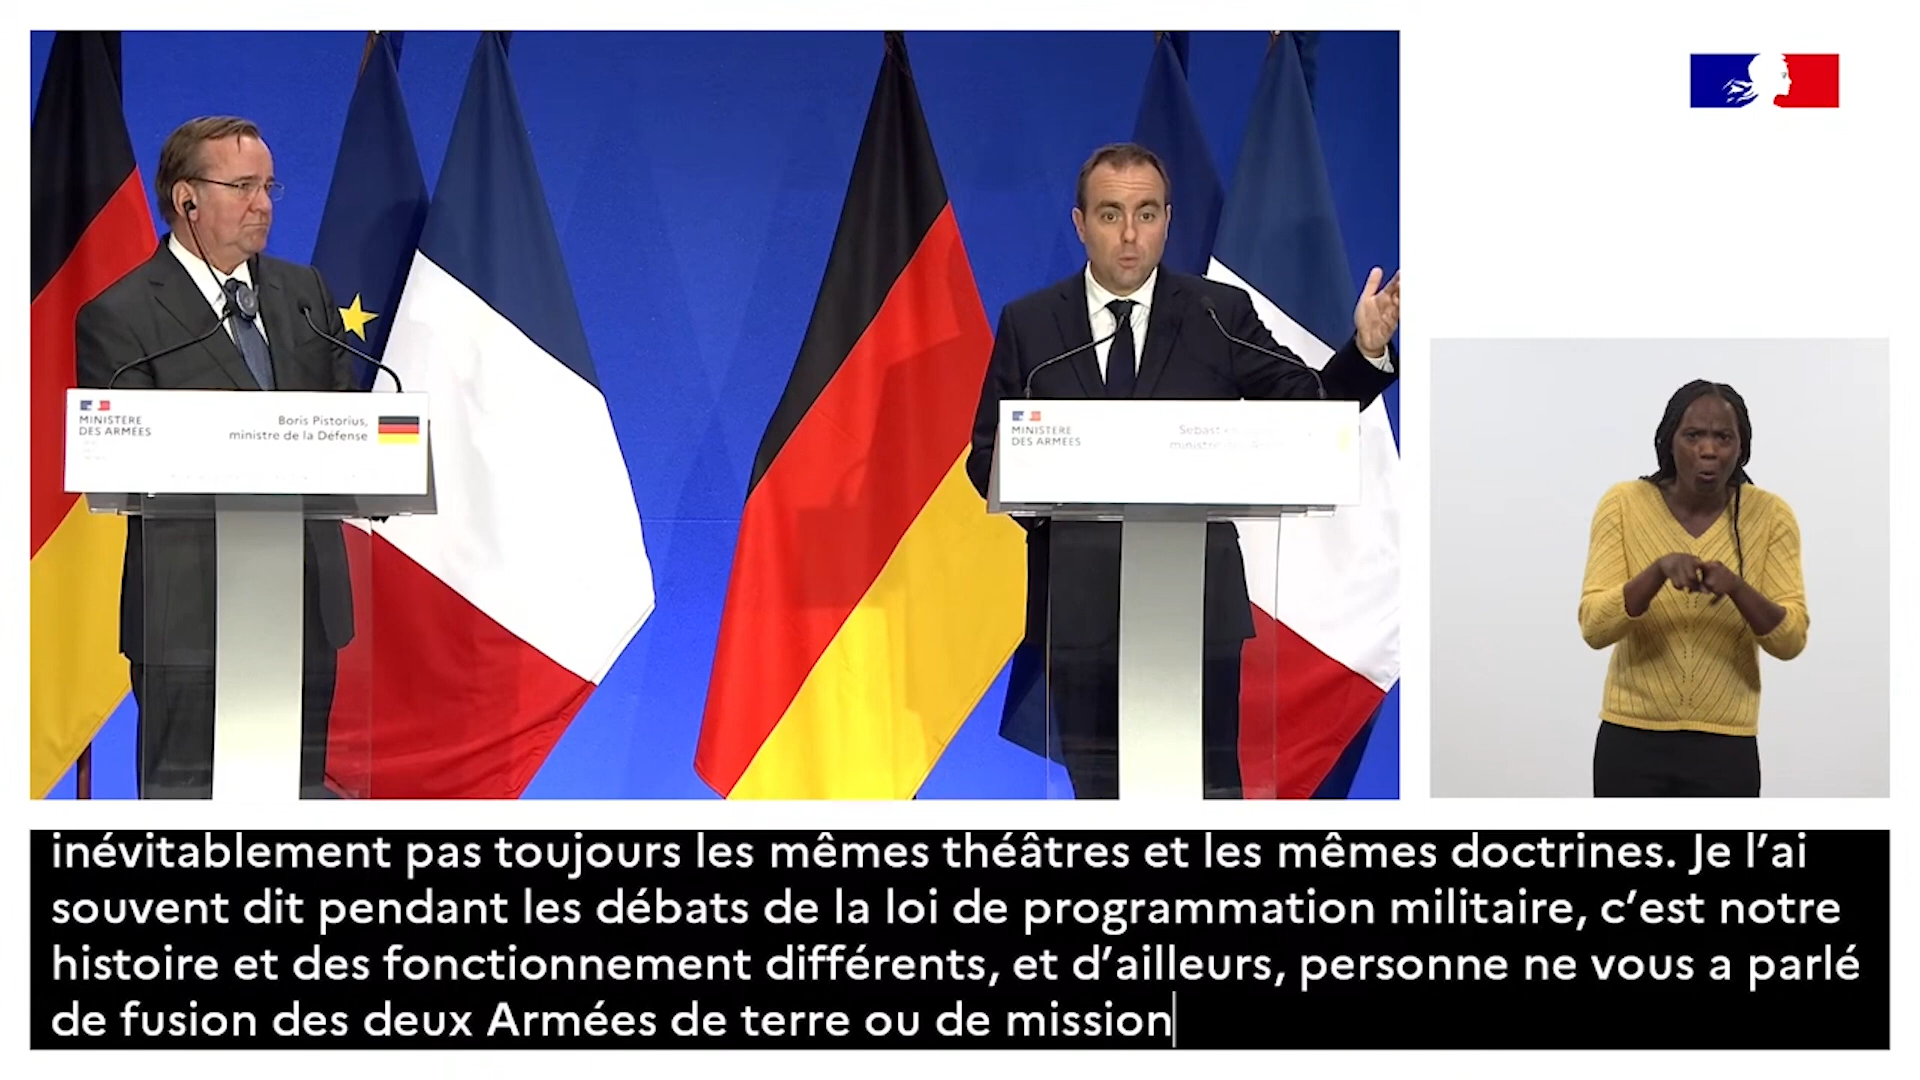 MINISTÈRE
DES ARMÉES
Boris Pistorius,
ministre de la Défense
MINISTÈRE
DES ARMÉES
inévitablement pas toujours les mêmes théâtres et les mêmes doctrines. Je l’ai
souvent dit pendant les débats de la loi de programmation militaire, c’est notre
histoire et des fonctionnement différents, et d’ailleurs, personne ne vous a parlé
de fusion des deux Armées de terre ou de mission